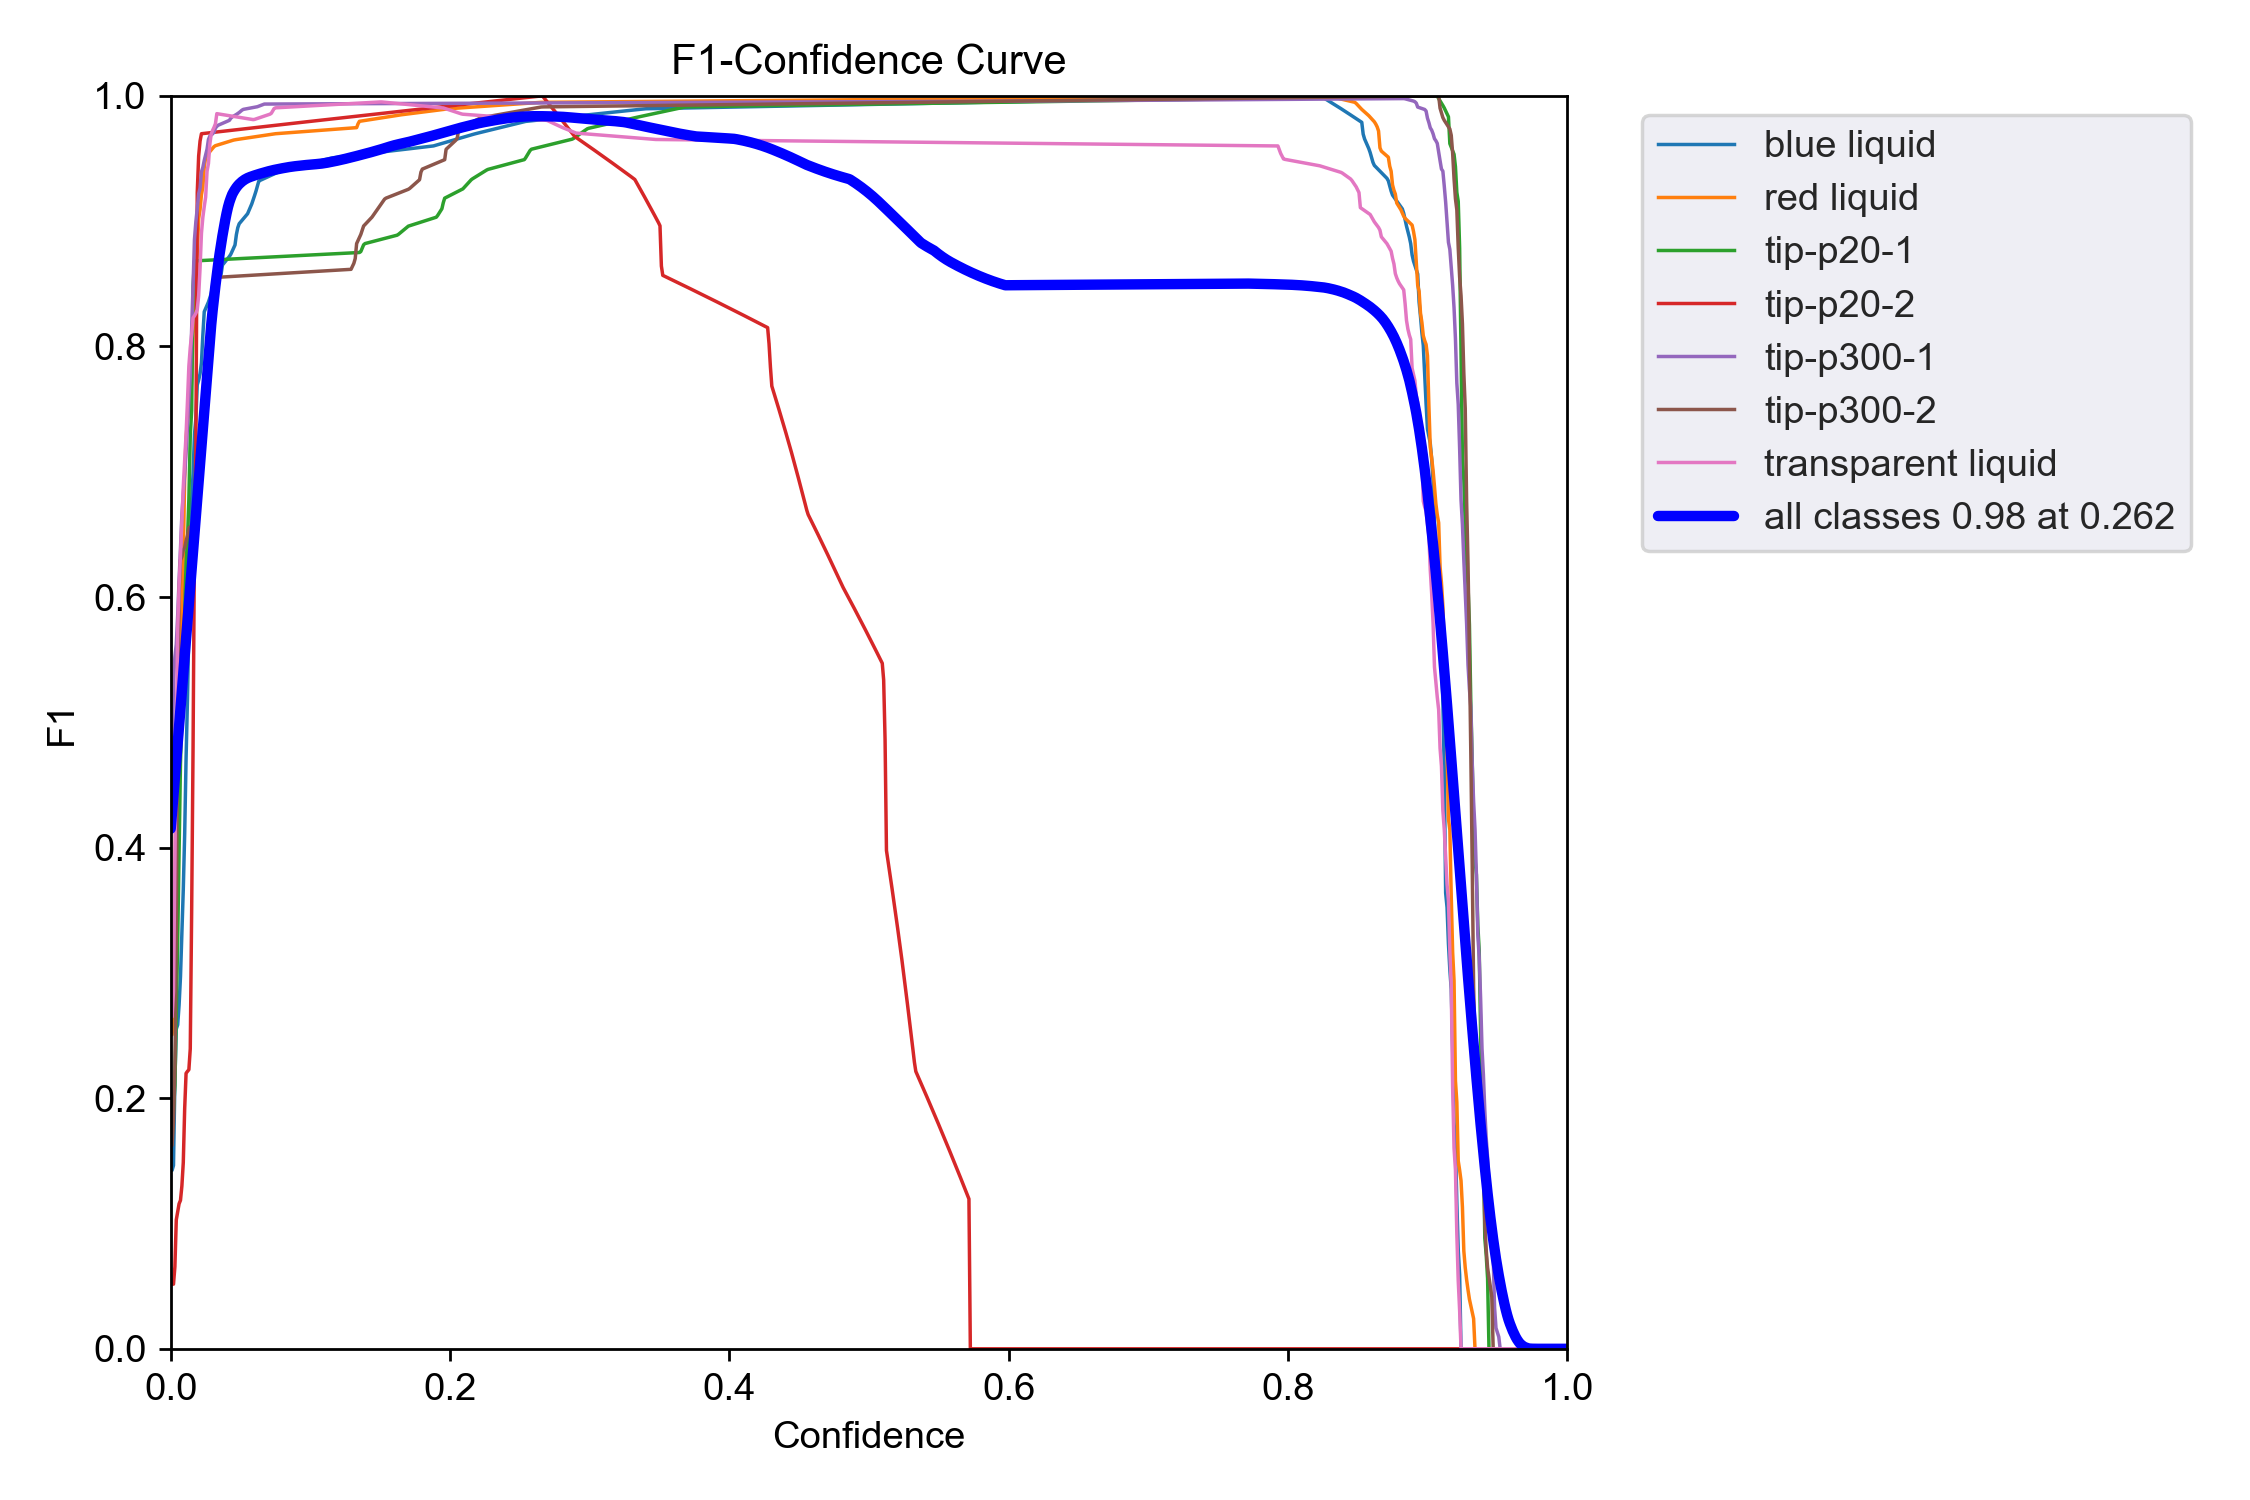 F1-Confidence Curve
1.0
0.8
0.6
0.4
0.2
0.0
F1
0.0 0.2 0.4 0.6 0.8 1.0
Confidence
blue liquid
red liquid
tip-p20-1
tip-p20-2
tip-p300-1
tip-p300-2
transparent liquid
all classes 0.98 at 0.262